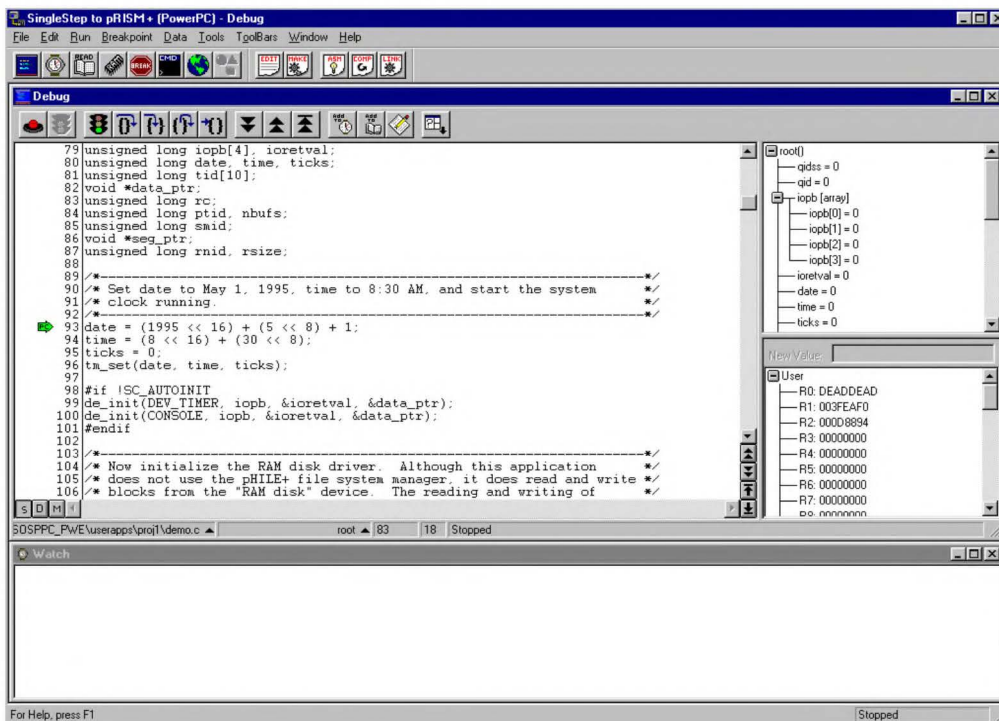 SingleStep to pRISM+ (PowerPC) - Debug
File Edit Run Breakpoint Data Tools ToolBars Window Help
READ BREAK CMD EDIT MAKE ASM COMP LINK
Debug
ADD TO ADD TO
79 unsigned long iopb[4], ioretval;
80 unsigned long date, time, ticks;
81 unsigned long tid[10];
82 void *data_ptr;
83 unsigned long rc;
84 unsigned long ptid, nbufs;
85 unsigned long smid;
86 void *seg_ptr;
87 unsigned long rnid, rsize;
88
89 /*---------------------------------------------------------------------*/
90 /* Set date to May 1, 1995, time to 8:30 AM, and start the system */
91 /* clock running. */
92 /*---------------------------------------------------------------------*/
93 date = (1995 << 16) + (5 << 8) + 1;
94 time = (8 << 16) + (30 << 8);
95 ticks = 0;
96 tm_set(date, time, ticks);
97
98 #if !SC_AUTOINIT
99 de_init(DEV_TIMER, iopb, &ioretval, &data_ptr);
100 de_init(CONSOLE, iopb, &ioretval, &data_ptr);
101 #endif
102
103 /*---------------------------------------------------------------------*/
104 /* Now initialize the RAM disk driver. Although this application */
105 /* does not use the pHILE+ file system manager, it does read and write */
106 /* blocks from the "RAM disk" device. The reading and writing of */
S D M
SOSPPC_PWE\userapps\proj1\demo.c root 83 18 Stopped
root()
qidss = 0
qid = 0
iopb [array]
iopb[0] = 0
iopb[1] = 0
iopb[2] = 0
iopb[3] = 0
ioretval = 0
date = 0
time = 0
ticks = 0
New Value:
User
R0: DEADDEAD
R1: 003FEAF0
R2: 000D8894
R3: 00000000
R4: 00000000
R5: 00000000
R6: 00000000
R7: 00000000
R8: 00000000
Watch
For Help, press F1 Stopped